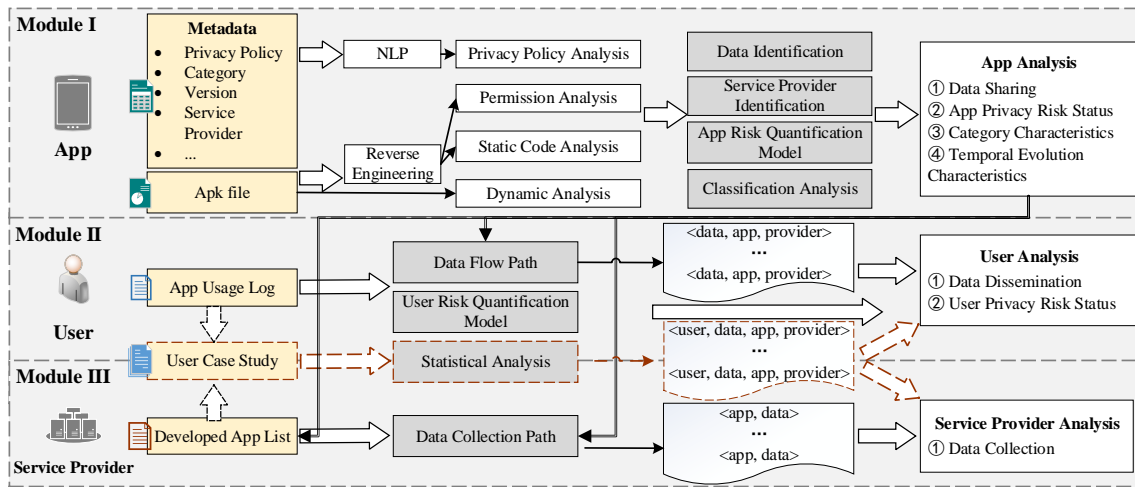 Module I
App
Metadata
• Privacy Policy
• Category
• Version
• Service
Provider
• ...
Apk file
NLP
Privacy Policy Analysis
Reverse
Engineering
Permission Analysis
Static Code Analysis
Dynamic Analysis
Data Identification
Service Provider
Identification
App Risk Quantification
Model
Classification Analysis
App Analysis
① Data Sharing
② App Privacy Risk Status
③ Category Characteristics
④ Temporal Evolution
Characteristics
Module II
User
App Usage Log
User Case Study
Data Flow Path
User Risk Quantification
Model
Statistical Analysis
<data, app, provider>
...
<data, app, provider>
<user, data, app, provider>
...
<user, data, app, provider>
User Analysis
① Data Dissemination
② User Privacy Risk Status
Module III
Service Provider
Developed App List
Data Collection Path
<app, data>
...
<app, data>
Service Provider Analysis
① Data Collection